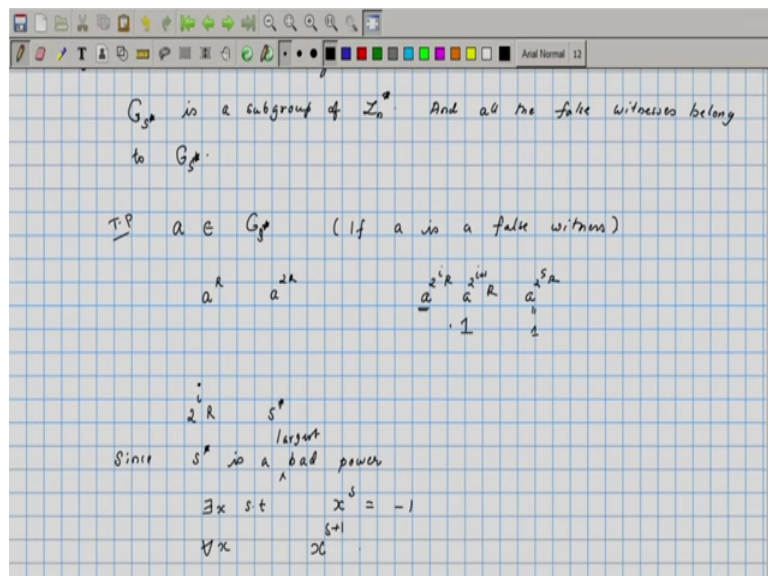 Arial Normal 12
G_{s*} is a subgroup of Z_n^*. And all the false witnesses belong
to G_{s*}.
T.P a ∈ G_{s*} (If a is a false witness)
a^R a^{2R} a^{2^i R} a^{2^{i+1} R} a^{2^s R}
. 1 " 1
2^i R s*
largest
Since s* is a ^ bad power
∃x s.t x^s = -1
∀x x^{s+1} .